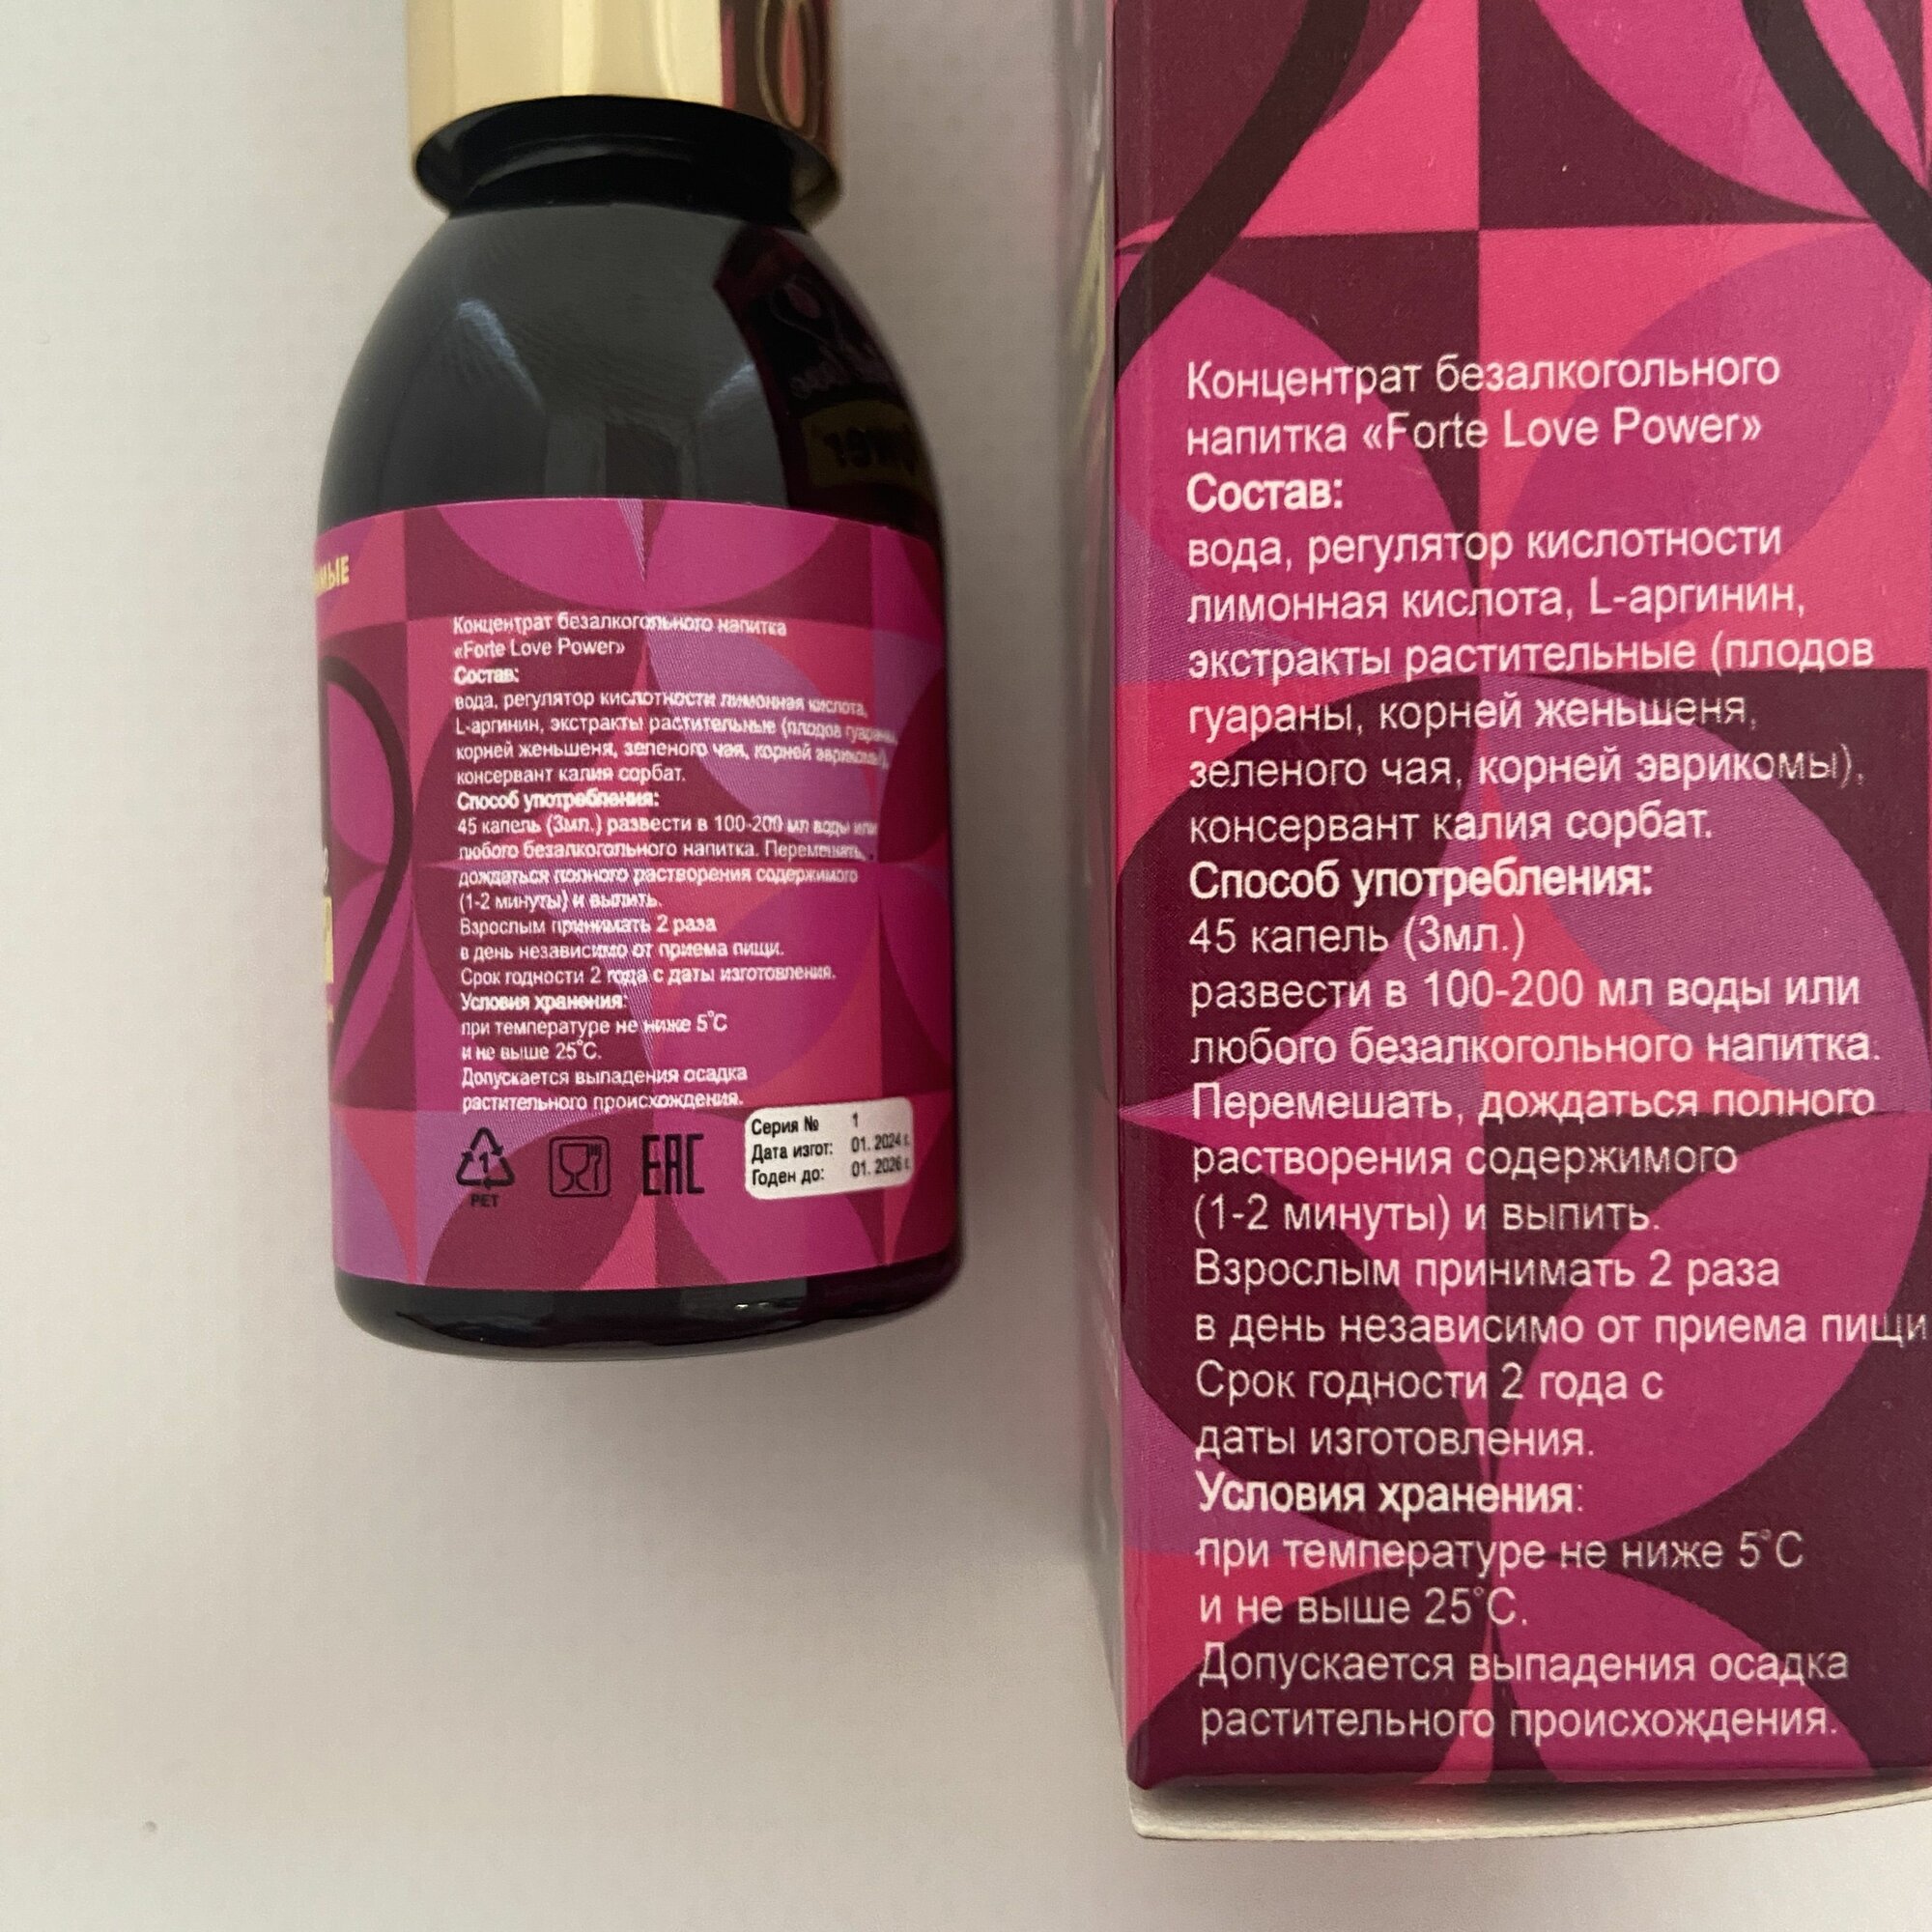 Концентрат безалкогольного напитка
«Forte Love Power»
Состав:
вода, регулятор кислотности лимонная кислота,
L-аргинин, экстракты растительные (плодов гуараны,
корней женьшеня, зеленого чая, корней эврикомы),
консервант калия сорбат.
Способ употребления:
45 капель (3мл.) развести в 100-200 мл воды или
любого безалкогольного напитка. Перемешать,
дождаться полного растворения содержимого
(1-2 минуты) и выпить.
Взрослым принимать 2 раза
в день независимо от приема пищи.
Срок годности 2 года с даты изготовления.
Условия хранения:
при температуре не ниже 5°C
и не выше 25°C.
Допускается выпадения осадка
растительного происхождения.
1
PET
EAC
Серия № 1
Дата изгот: 01. 2024 г.
Годен до: 01. 2026 г.
Концентрат безалкогольного
напитка «Forte Love Power»
Состав:
вода, регулятор кислотности
лимонная кислота, L-аргинин,
экстракты растительные (плодов
гуараны, корней женьшеня,
зеленого чая, корней эврикомы),
консервант калия сорбат.
Способ употребления:
45 капель (3мл.)
развести в 100-200 мл воды или
любого безалкогольного напитка.
Перемешать, дождаться полного
растворения содержимого
(1-2 минуты) и выпить.
Взрослым принимать 2 раза
в день независимо от приема пищи
Срок годности 2 года с
даты изготовления.
Условия хранения:
при температуре не ниже 5°C
и не выше 25°C.
Допускается выпадения осадка
растительного происхождения.